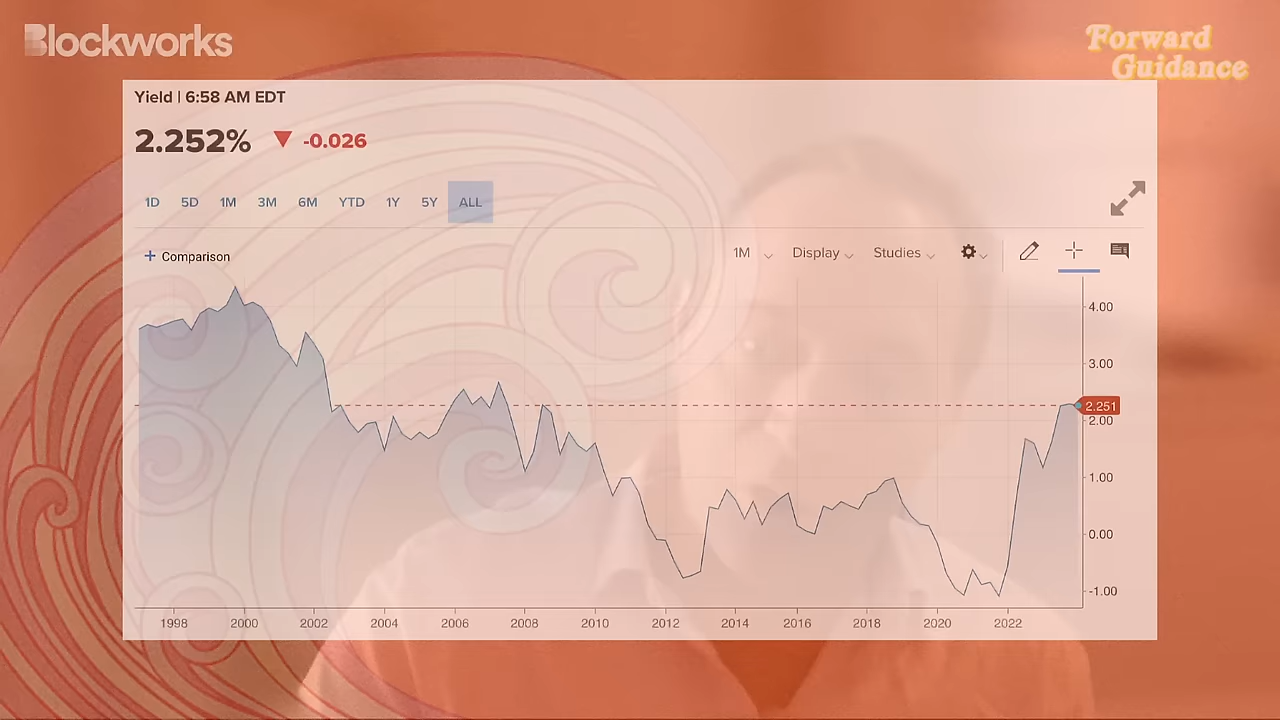 Blockworks
Forward
Guidance
Yield | 6:58 AM EDT
2.252% ▼ -0.026
1D 5D 1M 3M 6M YTD 1Y 5Y ALL
+ Comparison 1M Display Studies
4.00
3.00
2.251
2.00
1.00
0.00
-1.00
1998 2000 2002 2004 2006 2008 2010 2012 2014 2016 2018 2020 2022